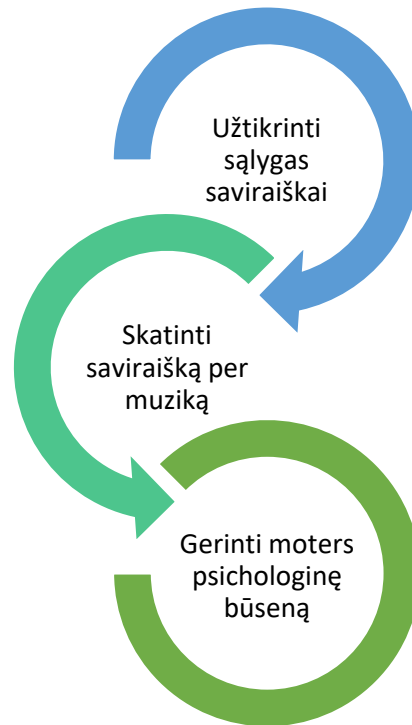 Užtikrinti
sąlygas
saviraiškai
Skatinti
saviraišką per
muziką
Gerinti moters
psichologinę
būseną